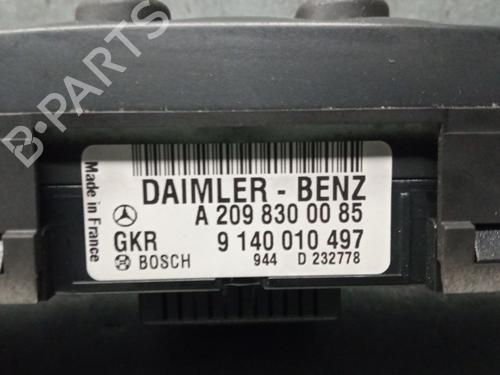 DAIMLER - BENZ
A 209 830 00 85
GKR 9 140 010 497
BOSCH 944 D 232778
Made in France
B-PARTS